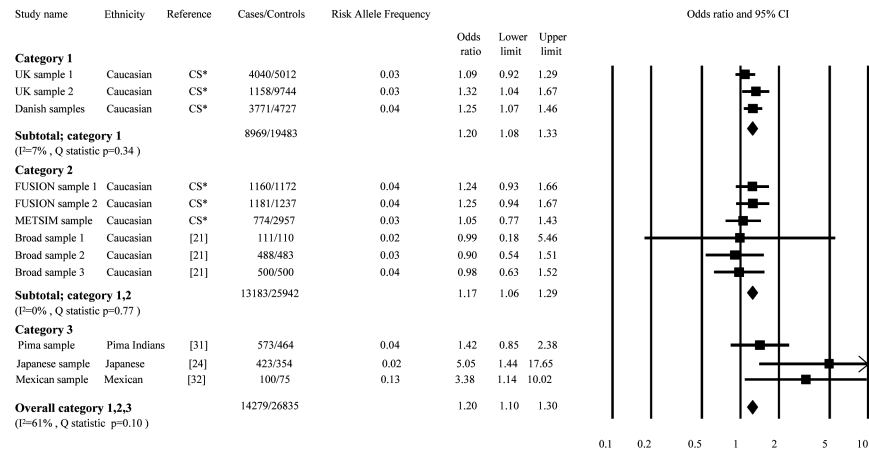 Study name Ethnicity Reference Cases/Controls Risk Allele Frequency Odds ratio and 95% CI
Odds Lower Upper
ratio limit limit
Category 1
UK sample 1 Caucasian CS* 4040/5012 0.03 1.09 0.92 1.29
UK sample 2 Caucasian CS* 1158/9744 0.03 1.32 1.04 1.67
Danish samples Caucasian CS* 3771/4727 0.04 1.25 1.07 1.46
Subtotal; category 1 8969/19483 1.20 1.08 1.33
(I²=7% , Q statistic p=0.34 )
Category 2
FUSION sample 1 Caucasian CS* 1160/1172 0.04 1.24 0.93 1.66
FUSION sample 2 Caucasian CS* 1181/1237 0.04 1.25 0.94 1.67
METSIM sample Caucasian CS* 774/2957 0.03 1.05 0.77 1.43
Broad sample 1 Caucasian [21] 111/110 0.02 0.99 0.18 5.46
Broad sample 2 Caucasian [21] 488/483 0.03 0.90 0.54 1.51
Broad sample 3 Caucasian [21] 500/500 0.04 0.98 0.63 1.52
Subtotal; category 1,2 13183/25942 1.17 1.06 1.29
(I²=0% , Q statistic p=0.77 )
Category 3
Pima sample Pima Indians [31] 573/464 0.04 1.42 0.85 2.38
Japanese sample Japanese [24] 423/354 0.02 5.05 1.44 17.65
Mexican sample Mexican [32] 100/75 0.13 3.38 1.14 10.02
Overall category 1,2,3 14279/26835 1.20 1.10 1.30
(I²=61% , Q statistic p=0.10 )
0.1 0.2 0.5 1 2 5 10